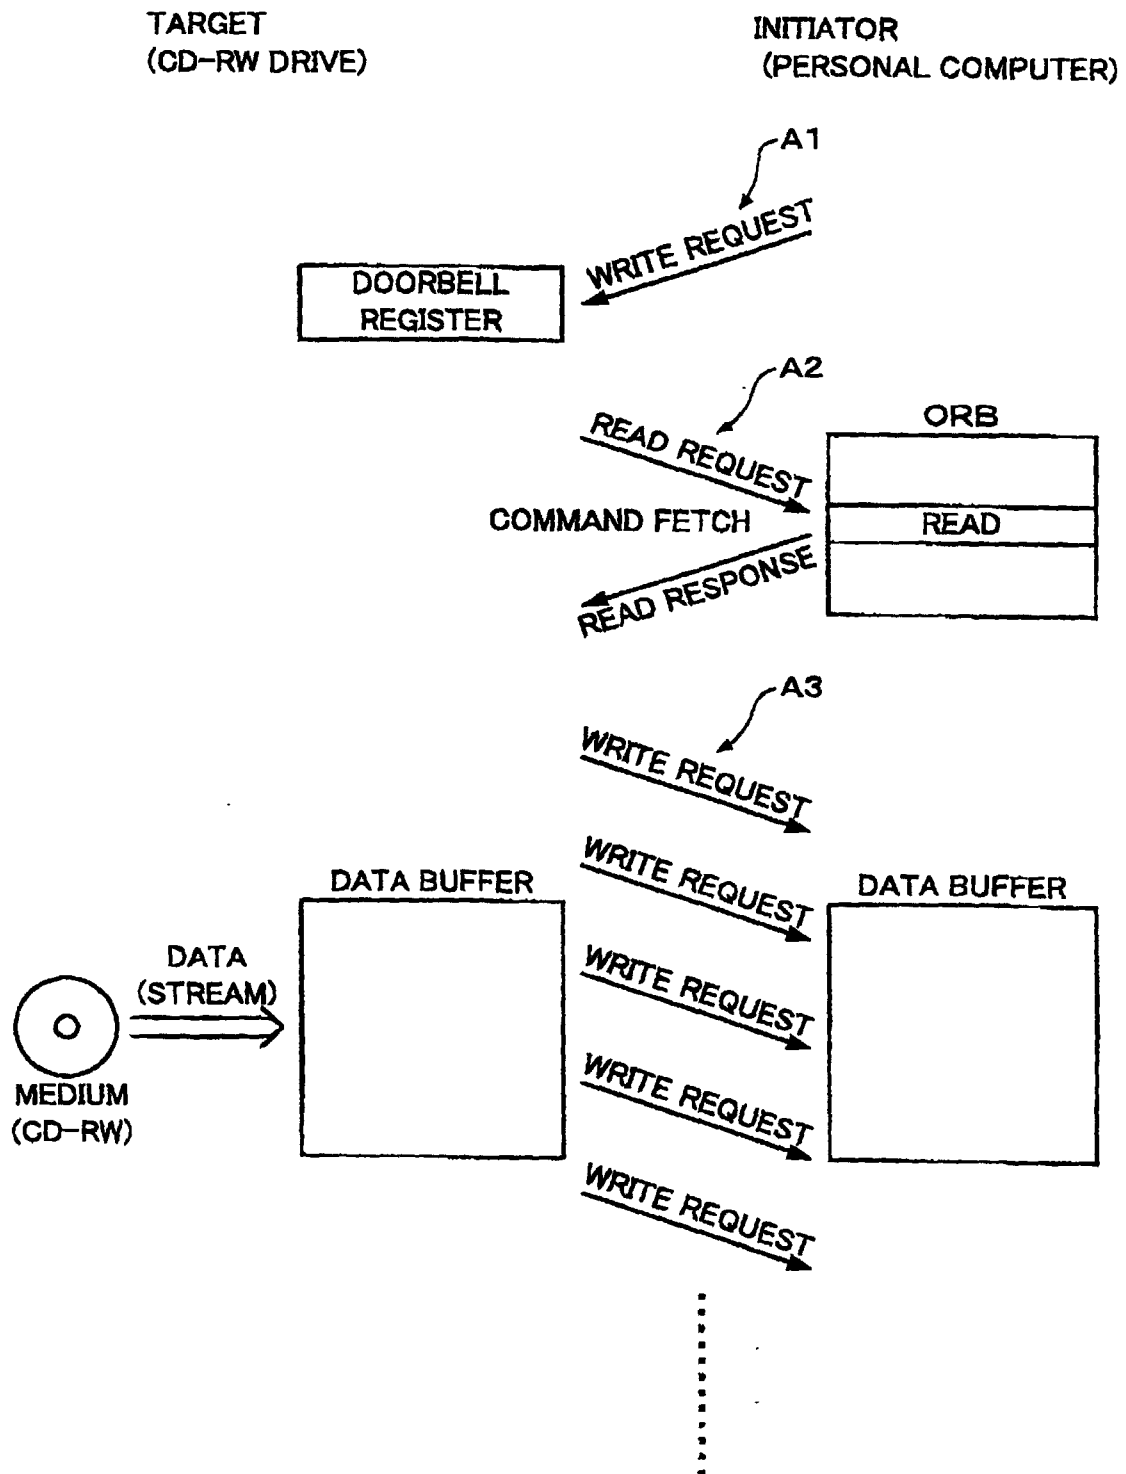 TARGET
(CD-RW DRIVE)
INITIATOR
(PERSONAL COMPUTER)
A1
WRITE REQUEST
DOORBELL
REGISTER
A2
READ REQUEST
ORB
COMMAND FETCH
READ
READ RESPONSE
A3
WRITE REQUEST
WRITE REQUEST
DATA BUFFER
DATA BUFFER
DATA
(STREAM)
WRITE REQUEST
MEDIUM
(CD-RW)
WRITE REQUEST
WRITE REQUEST